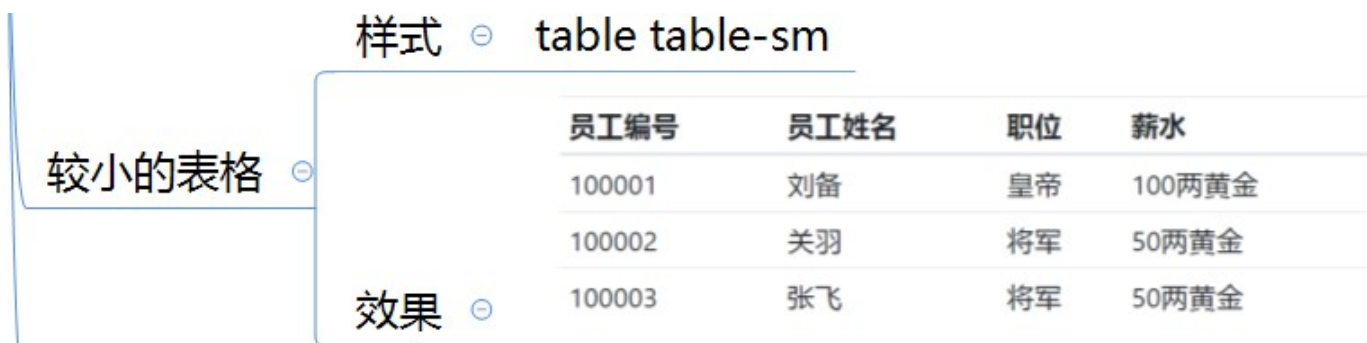 样式 table table-sm
较小的表格
效果
员工编号 员工姓名 职位 薪水
100001 刘备 皇帝 100两黄金
100002 关羽 将军 50两黄金
100003 张飞 将军 50两黄金